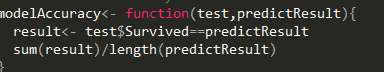 modelAccuracy<- function(test,predictResult){
  result<- test$Survived==predictResult
  sum(result)/length(predictResult)
}